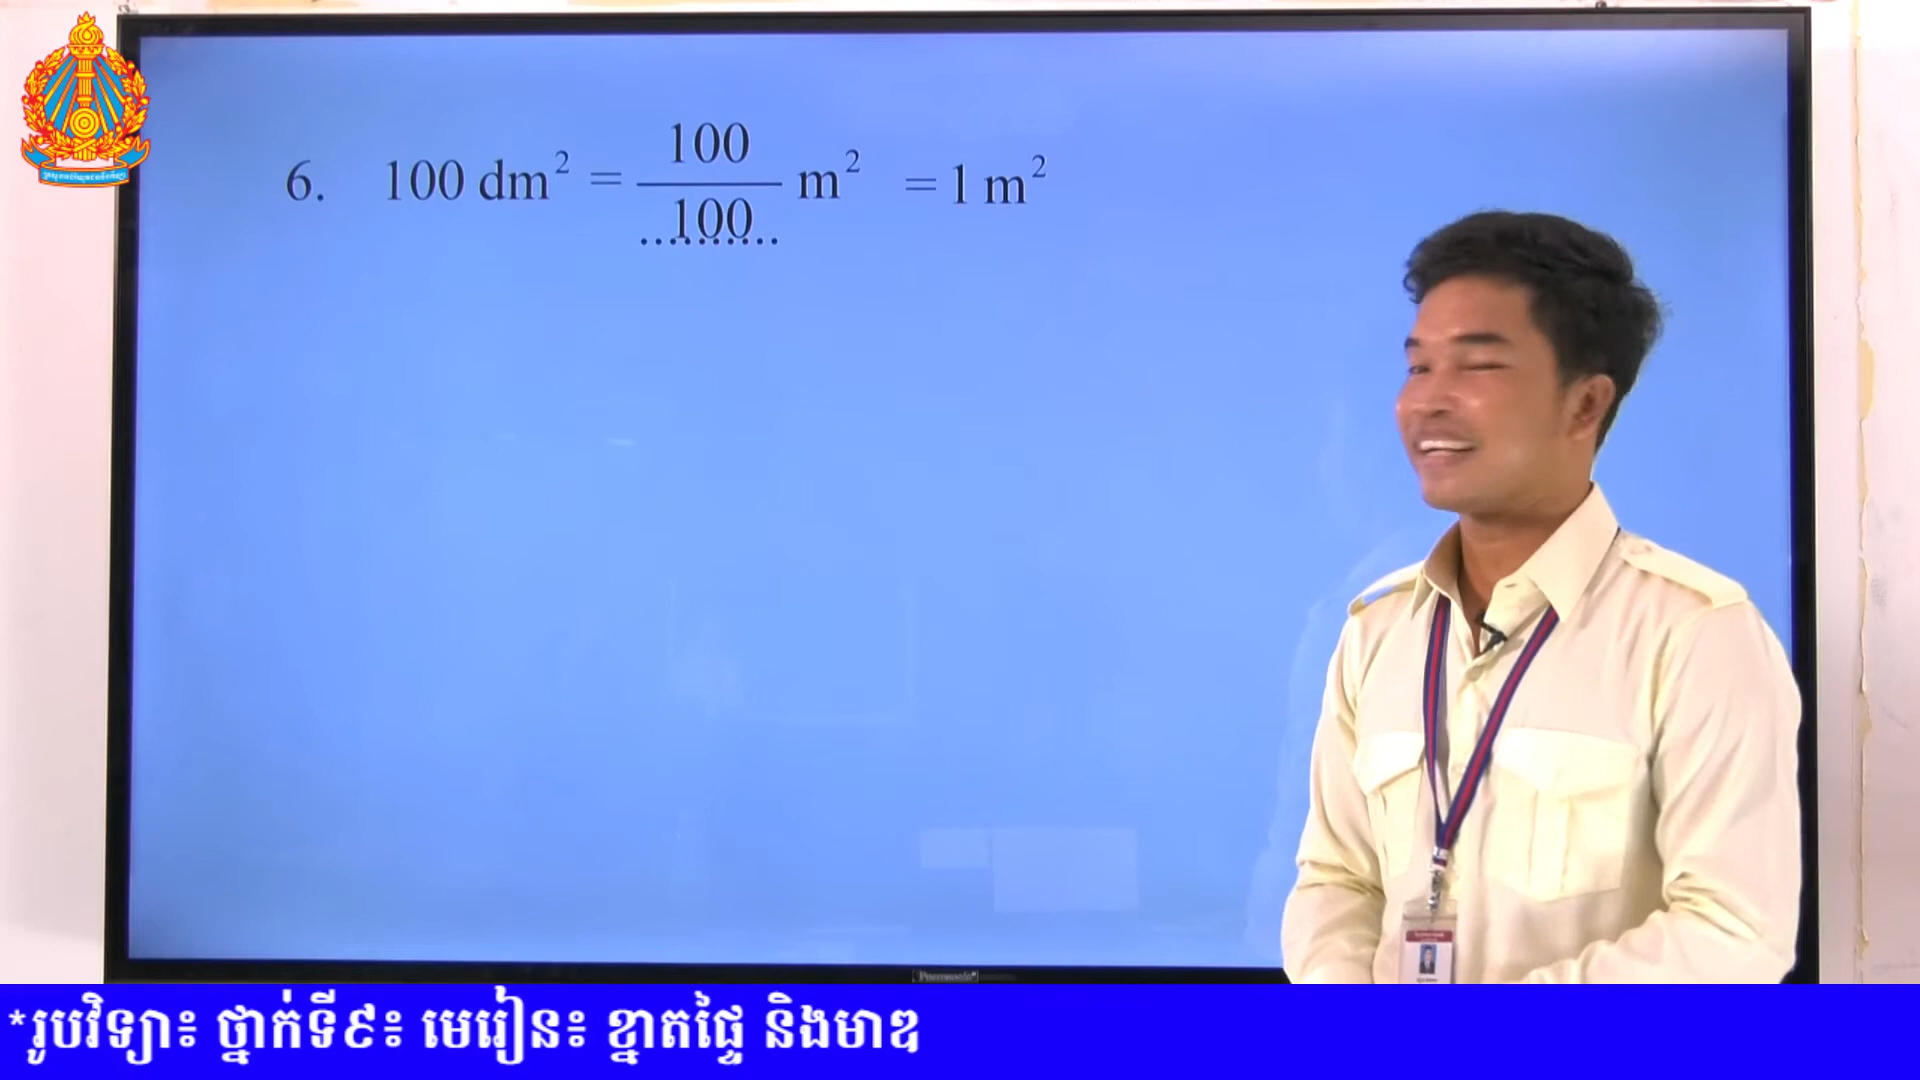 6. 100 dm² = 100/100 m² = 1 m²
..........
*រូបវិទ្យា៖ ថ្នាក់ទី៩៖ មេរៀន៖ ខ្នាតផ្ទៃ និងមាឌ